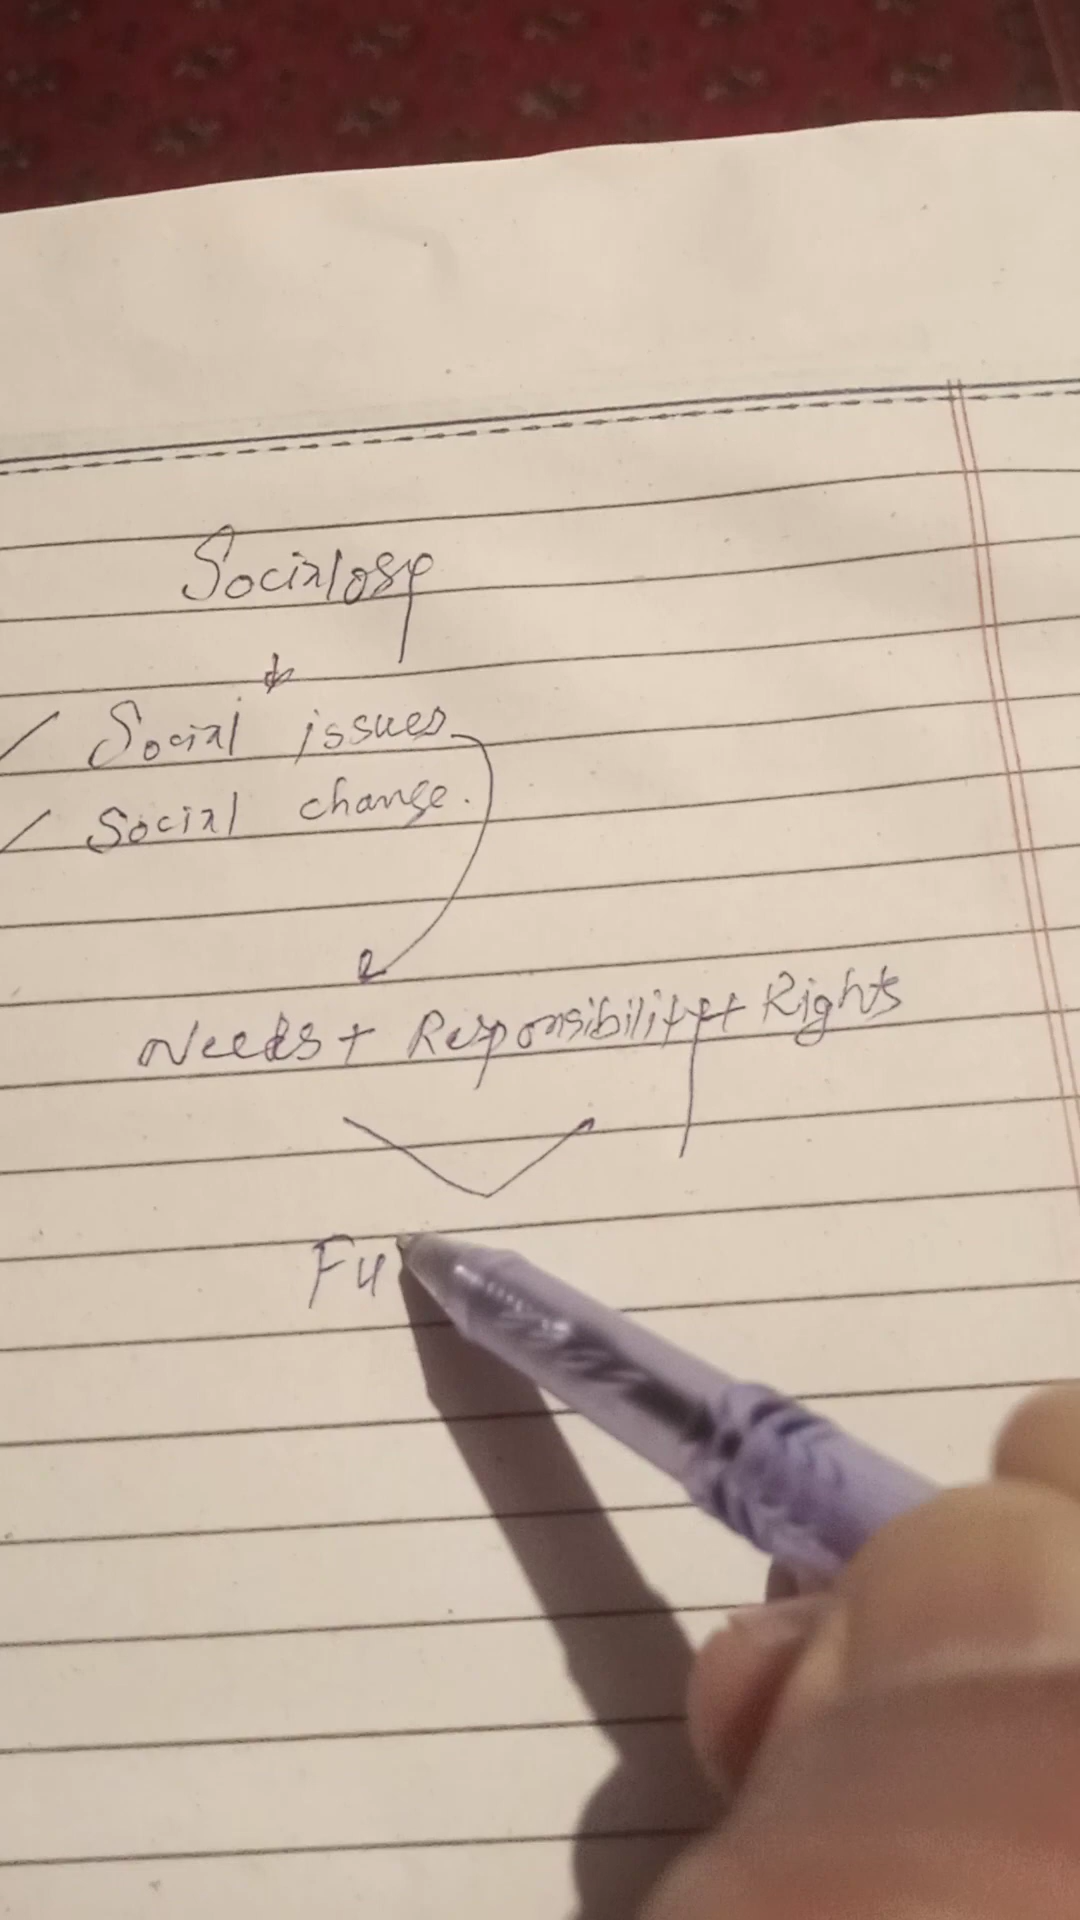 Socialogy
Social issues
Social change.
Needs + Responsibility + Rights
Fu